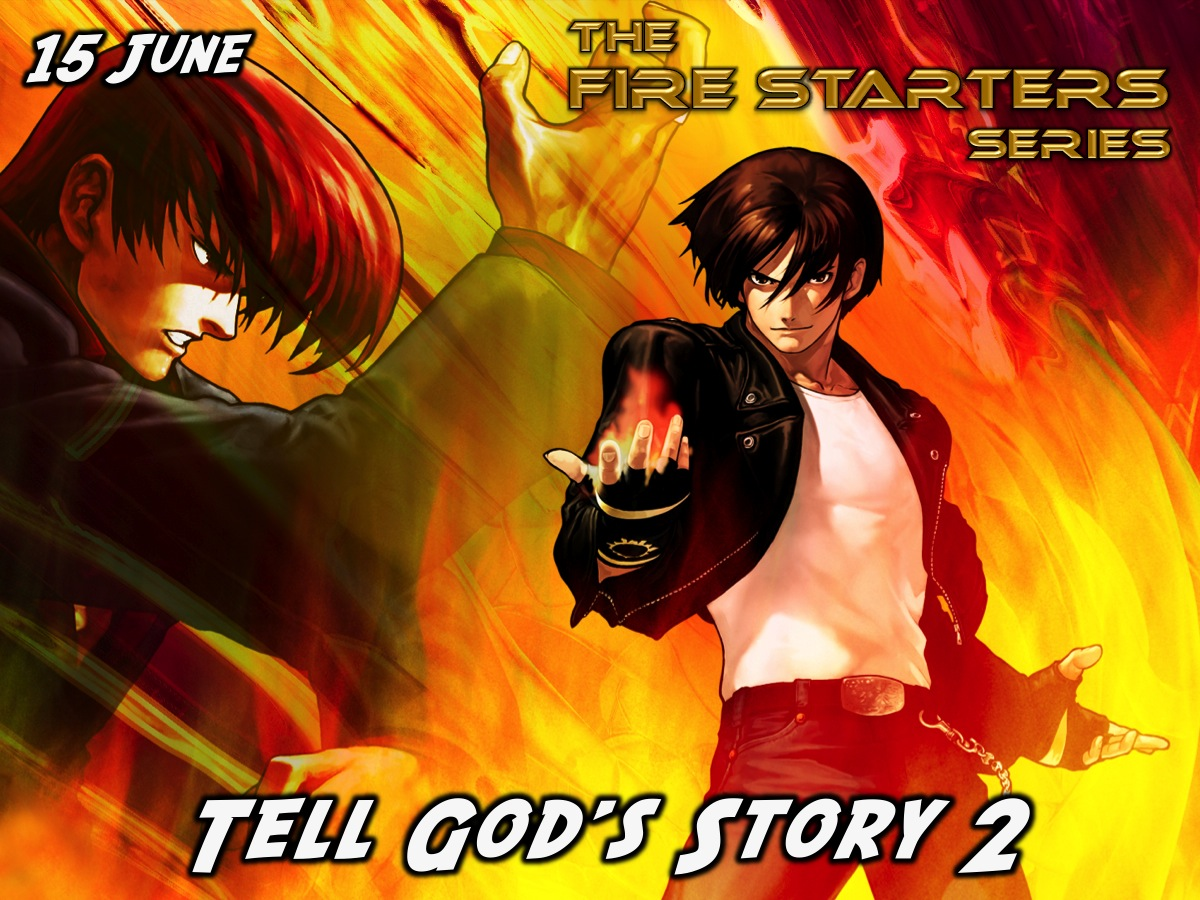 15 June
THE
FIRE STARTERS
SERIES
Tell God's Story 2